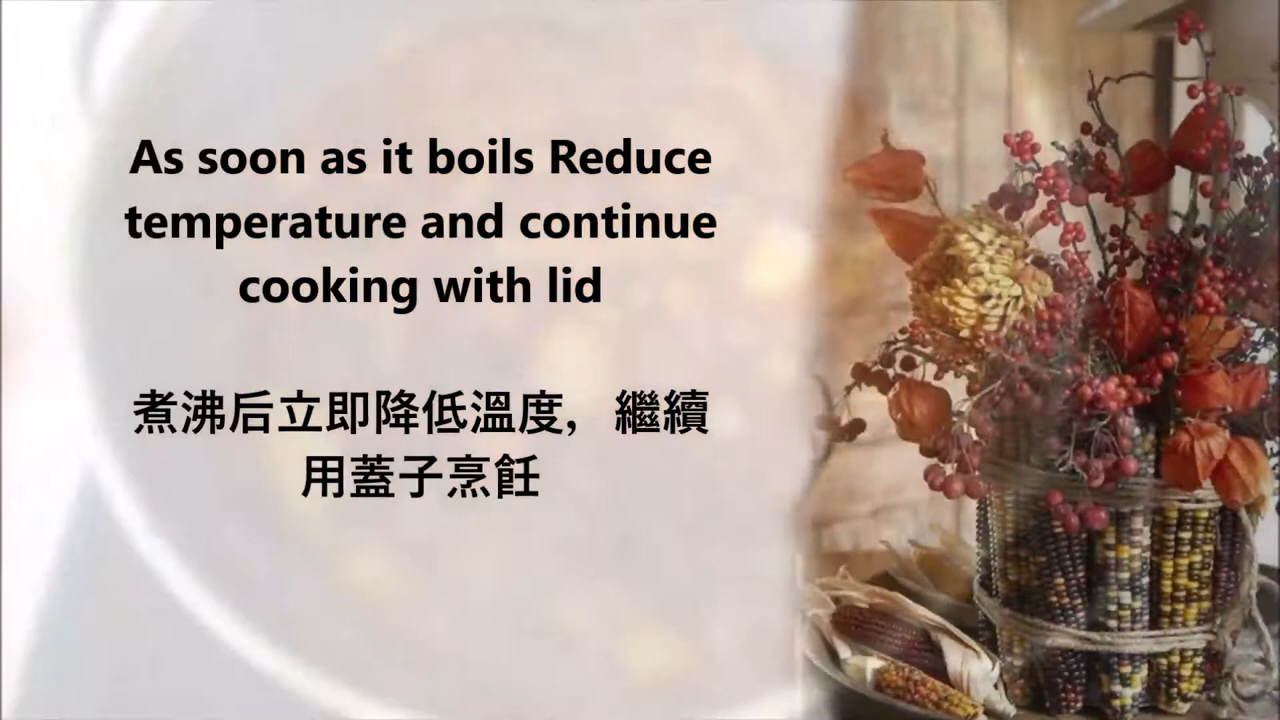 As soon as it boils Reduce
temperature and continue
cooking with lid
煮沸后立即降低溫度，繼續
用蓋子烹飪